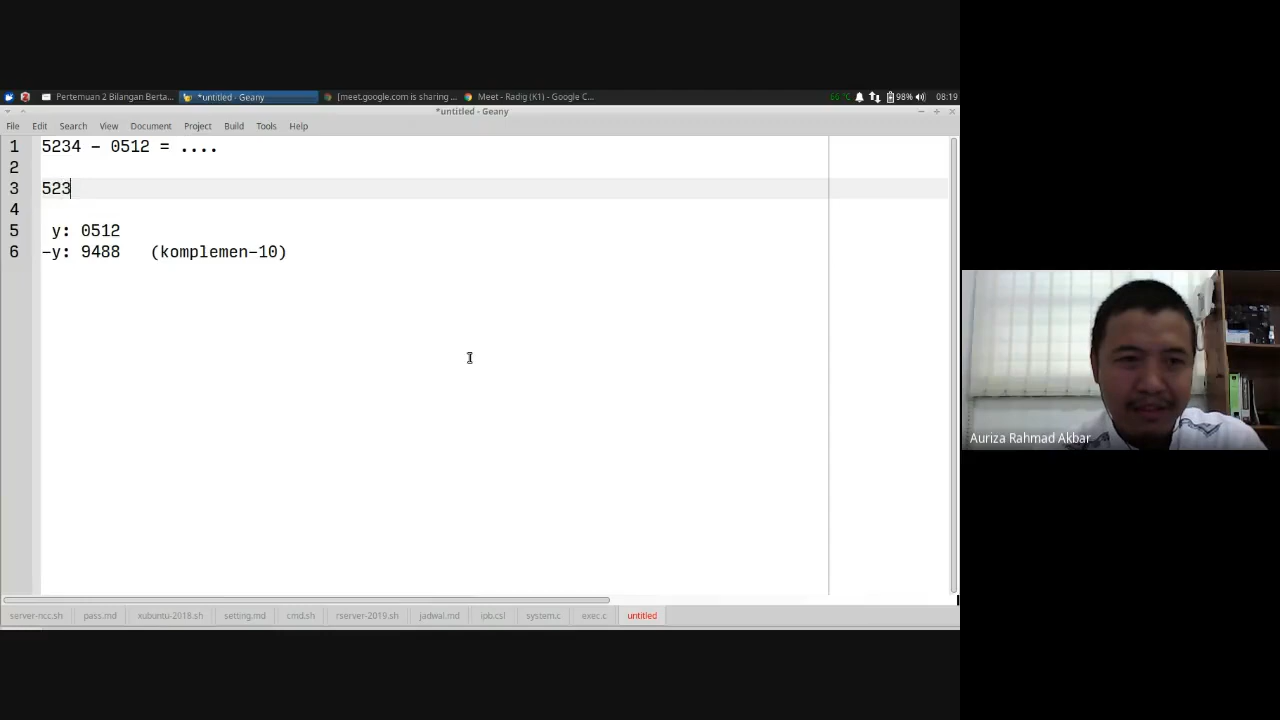 Pertemuan 2 Bilangan Berta...
*untitled - Geany
[meet.google.com is sharing ...
Meet - Radig (K1) - Google C...
66 °C
98%
08:19
*untitled - Geany
File Edit Search View Document Project Build Tools Help
1 5234 - 0512 = ....
2
3 523
4
5 y: 0512
6 -y: 9488 (komplemen-10)
Auriza Rahmad Akbar
server-ncc.sh pass.md xubuntu-2018.sh setting.md cmd.sh rserver-2019.sh jadwal.md ipb.csl system.c exec.c untitled